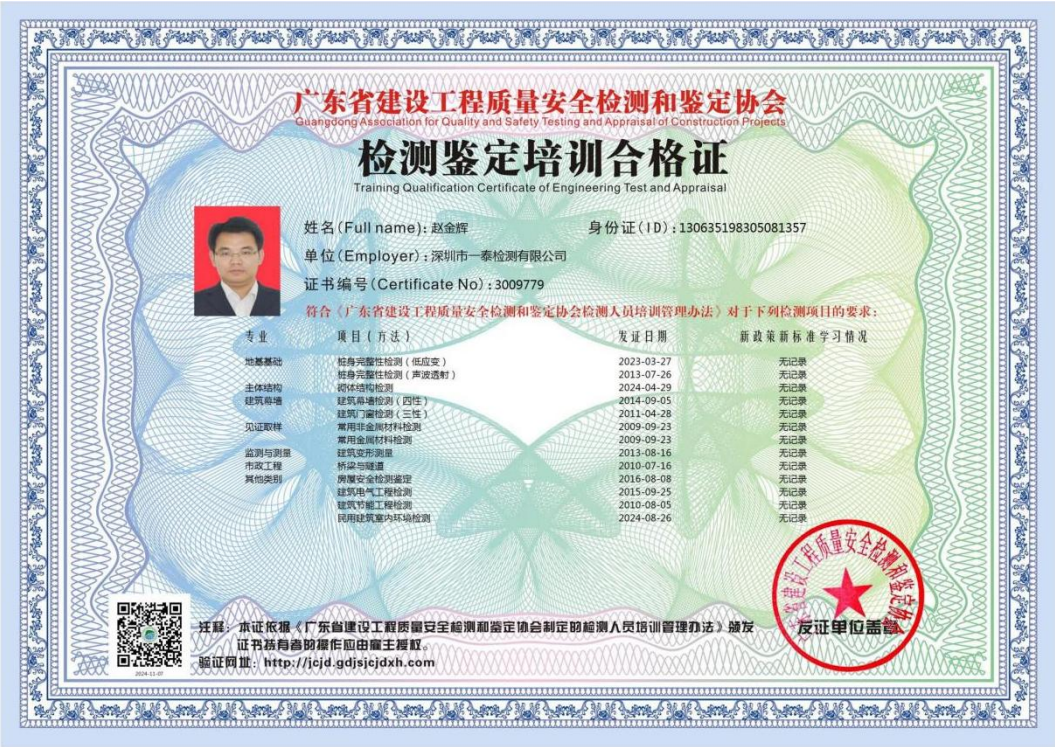 广东省建设工程质量安全检测和鉴定协会
Guangdong Association for Quality and Safety Testing and Appraisal of Construction Projects
检测鉴定培训合格证
Training Qualification Certificate of Engineering Test and Appraisal
姓名(Full name): 赵金辉 身份证(ID): 130635198305081357
单位(Employer): 深圳市一泰检测有限公司
证书编号(Certificate No): 3009779
符合《广东省建设工程质量安全检测和鉴定协会检测人员培训管理办法》对于下列检测项目的要求:
专业 项目(方法) 发证日期 新政策新标准学习情况
地基基础 桩身完整性检测(低应变) 2023-03-27 无记录
桩身完整性检测(声波透射) 2013-07-26 无记录
主体结构 砌体结构检测 2024-04-29 无记录
建筑幕墙 建筑幕墙检测(四性) 2014-09-05 无记录
建筑门窗检测(三性) 2011-04-28 无记录
见证取样 常用非金属材料检测 2009-09-23 无记录
常用金属材料检测 2009-09-23 无记录
监测与测量 建筑变形测量 2013-08-16 无记录
市政工程 桥梁与隧道 2010-07-16 无记录
其他类别 房屋安全检测鉴定 2016-08-08 无记录
建筑电气工程检测 2015-09-25 无记录
建筑节能工程检测 2010-08-05 无记录
民用建筑室内环境检测 2024-08-26 无记录
广东省建设工程质量安全检测和鉴定协会
发证单位盖章
注释: 本证依据《广东省建设工程质量安全检测和鉴定协会制定的检测人员培训管理办法》颁发
证书持有者的操作应由雇主授权。
验证网址: http://jcjd.gdjsjcjdxh.com
2024-11-07